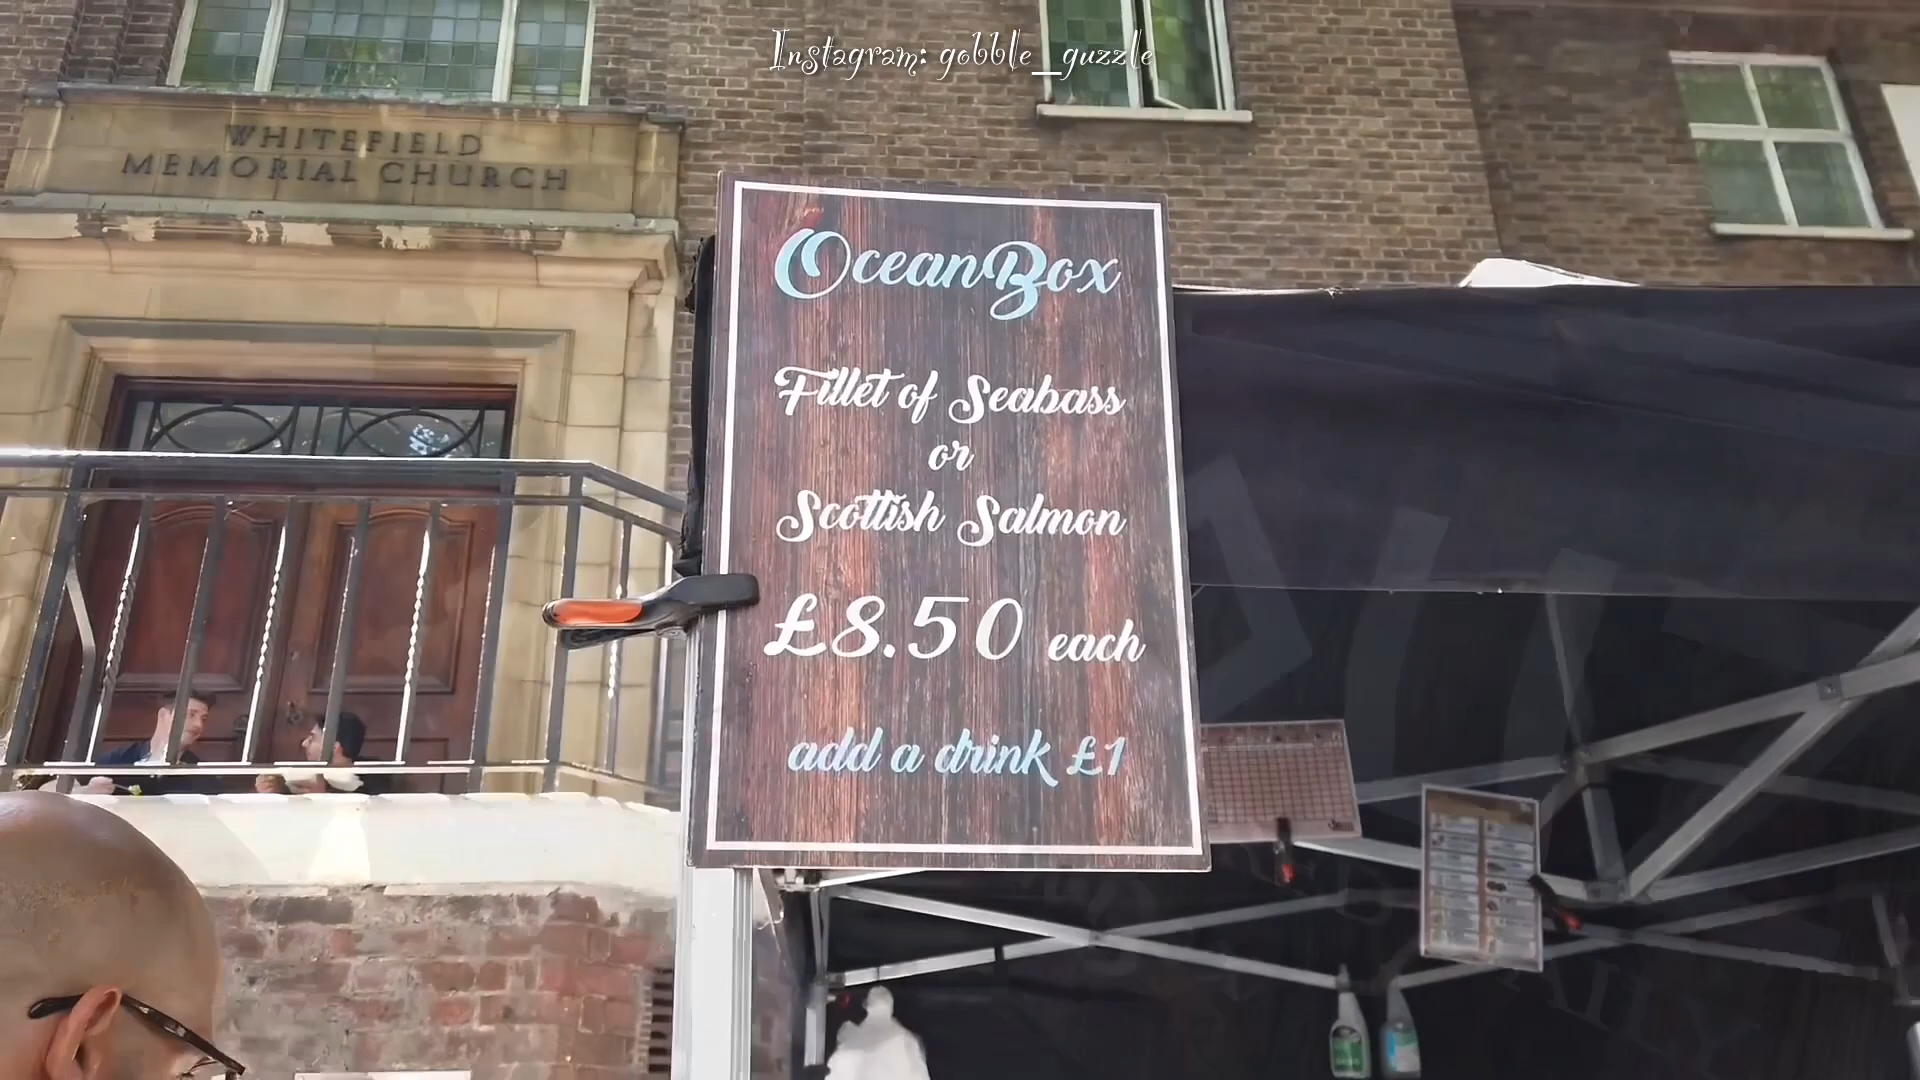 Instagram: gobble_guzzle
WHITEFIELD
MEMORIAL CHURCH
OceanBox
Fillet of Seabass
or
Scottish Salmon
£8.50 each
add a drink £1